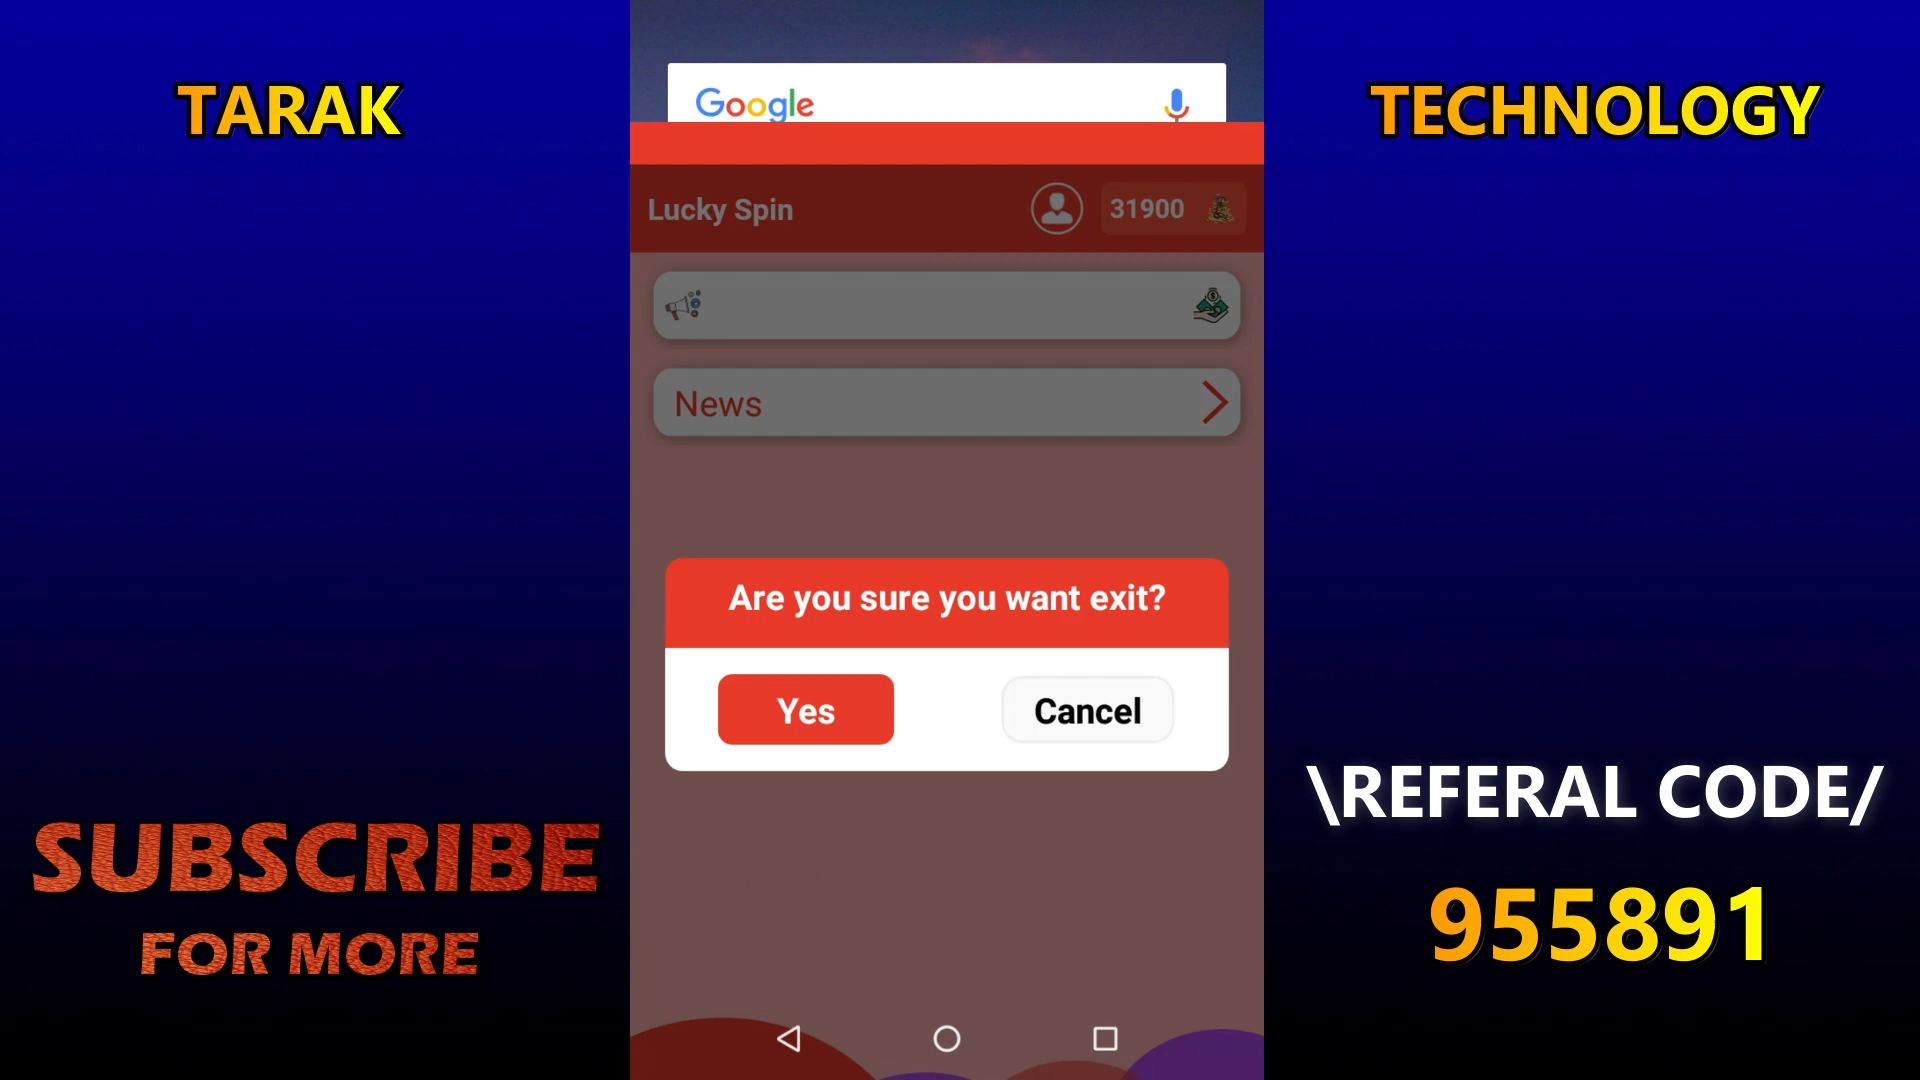 TARAK
TECHNOLOGY
Google
Lucky Spin
31900
News
Are you sure you want exit?
Yes
Cancel
SUBSCRIBE
FOR MORE
\REFERAL CODE/
955891